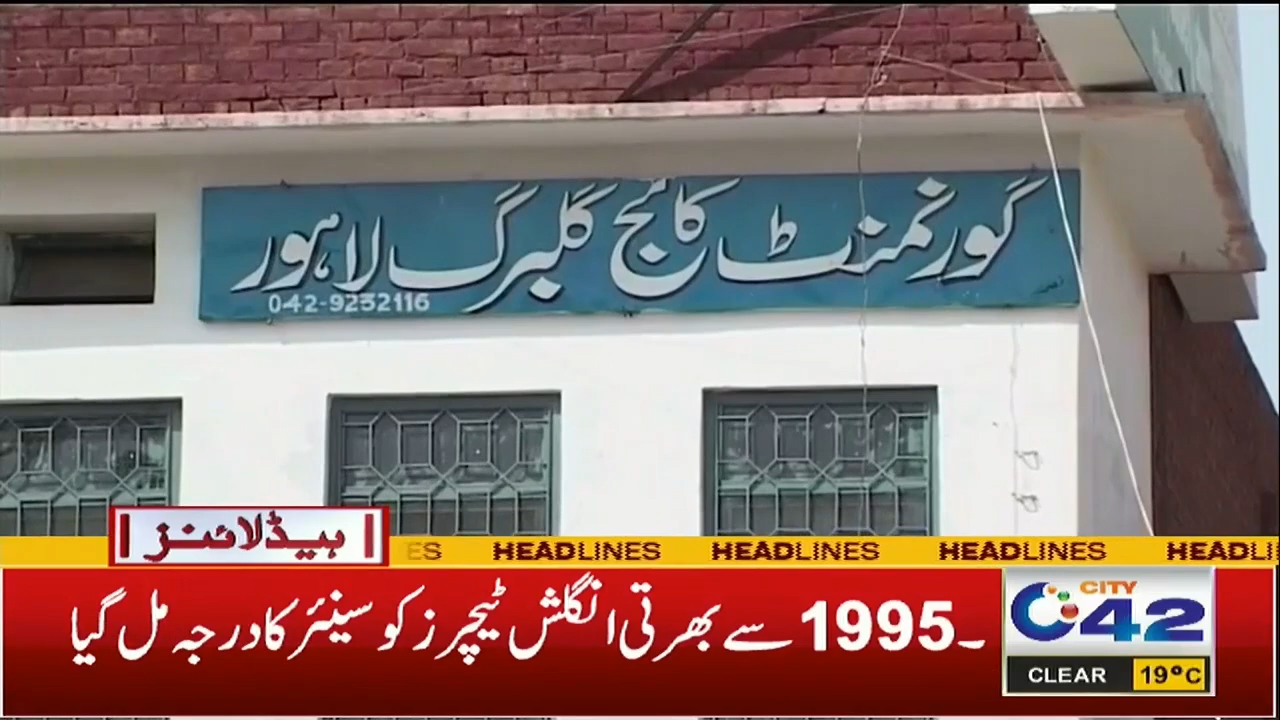 گورنمنٹ کالج گلبرگ لاہور
042-9232116
ہیڈلائنز
ES HEADLINES HEADLINES HEADLINES HEADLI
۔1995 سے بھرتی انگلش ٹیچرز کو سینئر کا درجہ مل گیا
CITY
42
CLEAR 19°C